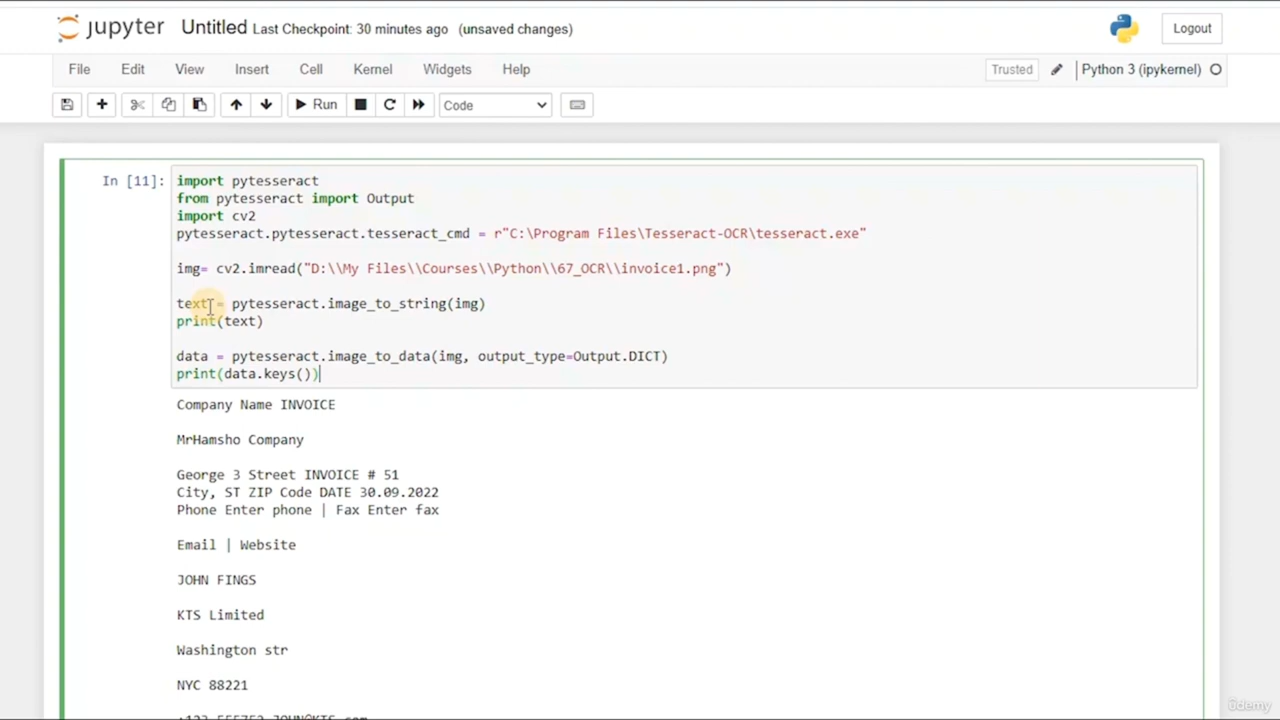 jupyter Untitled Last Checkpoint: 30 minutes ago (unsaved changes) Logout
File Edit View Insert Cell Kernel Widgets Help Trusted Python 3 (ipykernel)
Run Code
In [11]: import pytesseract
from pytesseract import Output
import cv2
pytesseract.pytesseract.tesseract_cmd = r"C:\Program Files\Tesseract-OCR\tesseract.exe"
img= cv2.imread("D:\\My Files\\Courses\\Python\\67_OCR\\invoice1.png")
text = pytesseract.image_to_string(img)
print(text)
data = pytesseract.image_to_data(img, output_type=Output.DICT)
print(data.keys())
Company Name INVOICE
MrHamsho Company
George 3 Street INVOICE # 51
City, ST ZIP Code DATE 30.09.2022
Phone Enter phone | Fax Enter fax
Email | Website
JOHN FINGS
KTS Limited
Washington str
NYC 88221
ûdemy